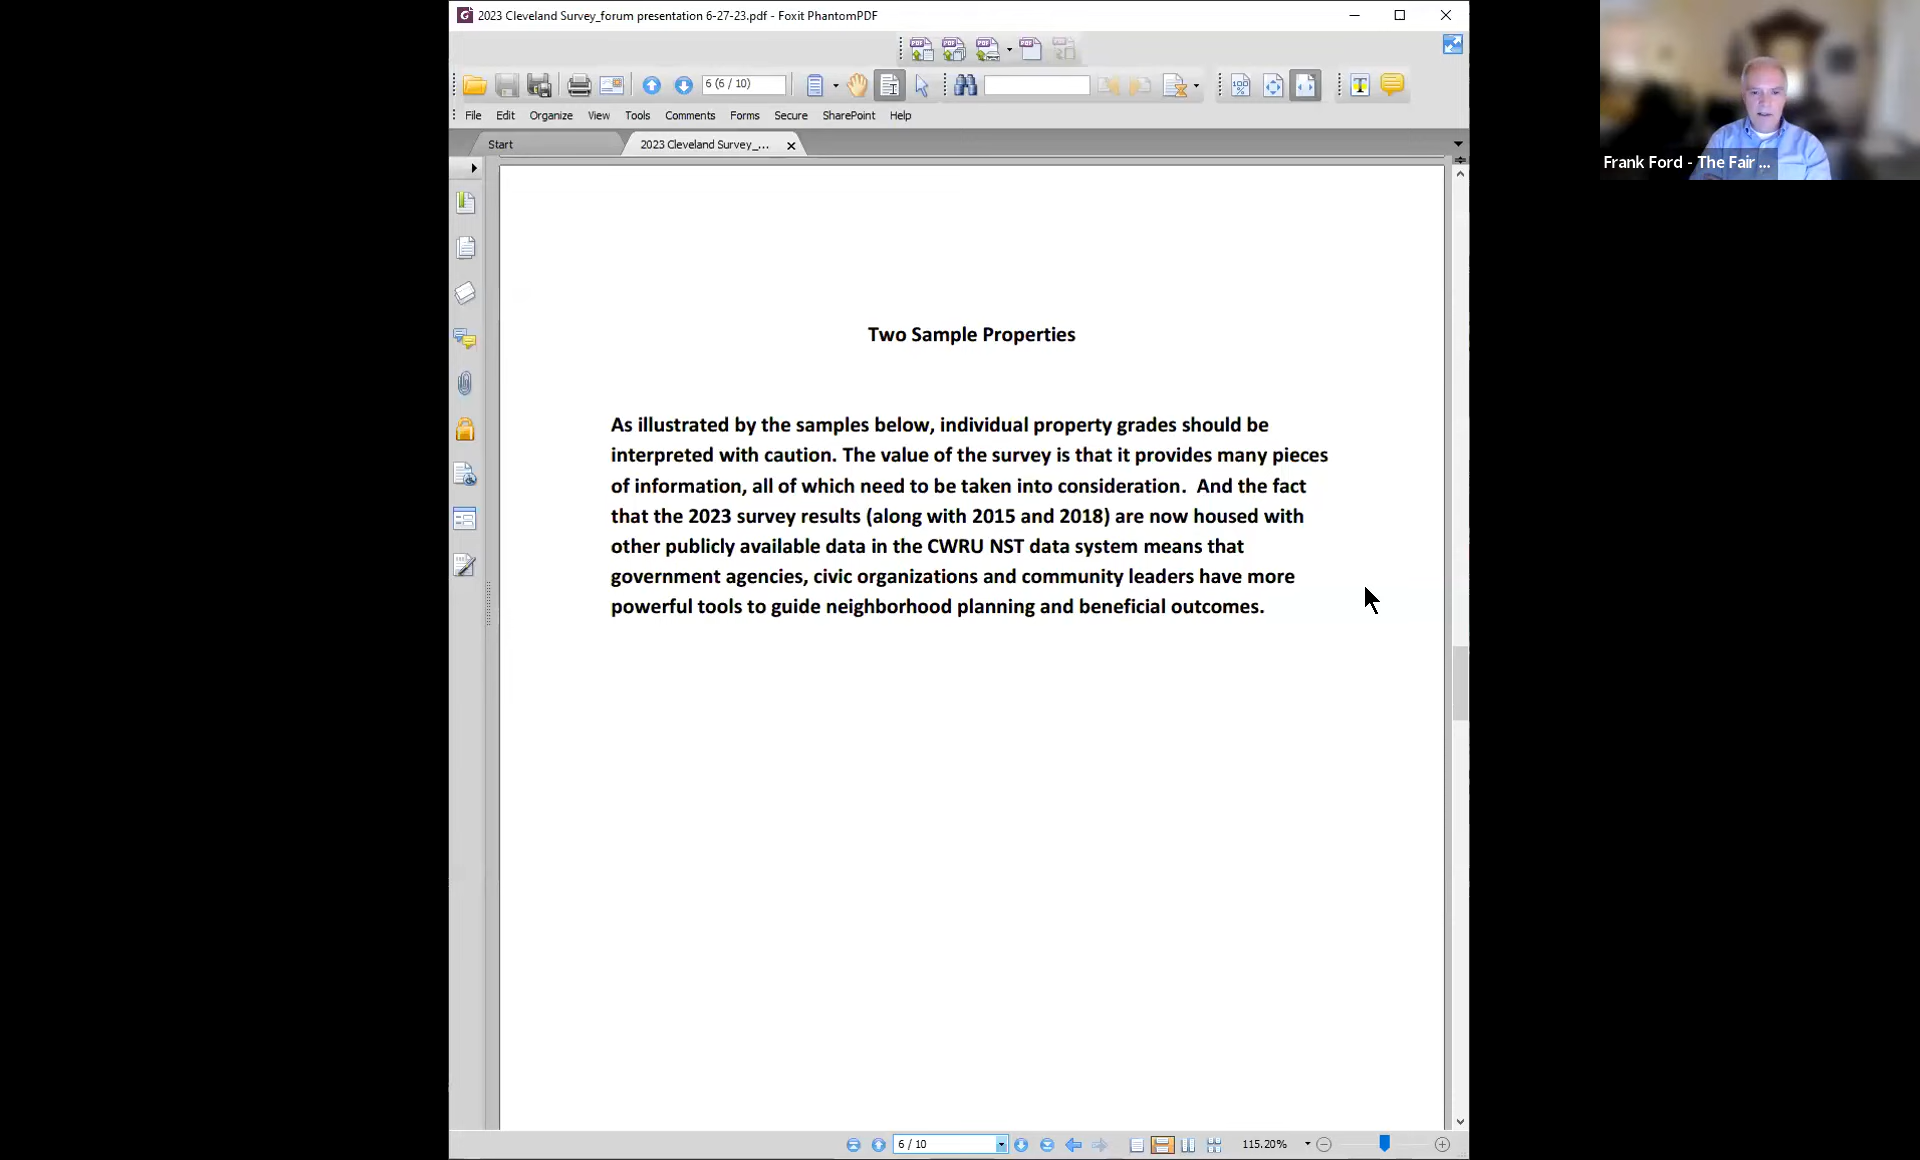 2023 Cleveland Survey_forum presentation 6-27-23.pdf - Foxit PhantomPDF
6 (6 / 10)
File Edit Organize View Tools Comments Forms Secure SharePoint Help
Start 2023 Cleveland Survey_...
Frank Ford - The Fair ...
Two Sample Properties
As illustrated by the samples below, individual property grades should be
interpreted with caution. The value of the survey is that it provides many pieces
of information, all of which need to be taken into consideration.  And the fact
that the 2023 survey results (along with 2015 and 2018) are now housed with
other publicly available data in the CWRU NST data system means that
government agencies, civic organizations and community leaders have more
powerful tools to guide neighborhood planning and beneficial outcomes.
6 / 10 115.20%